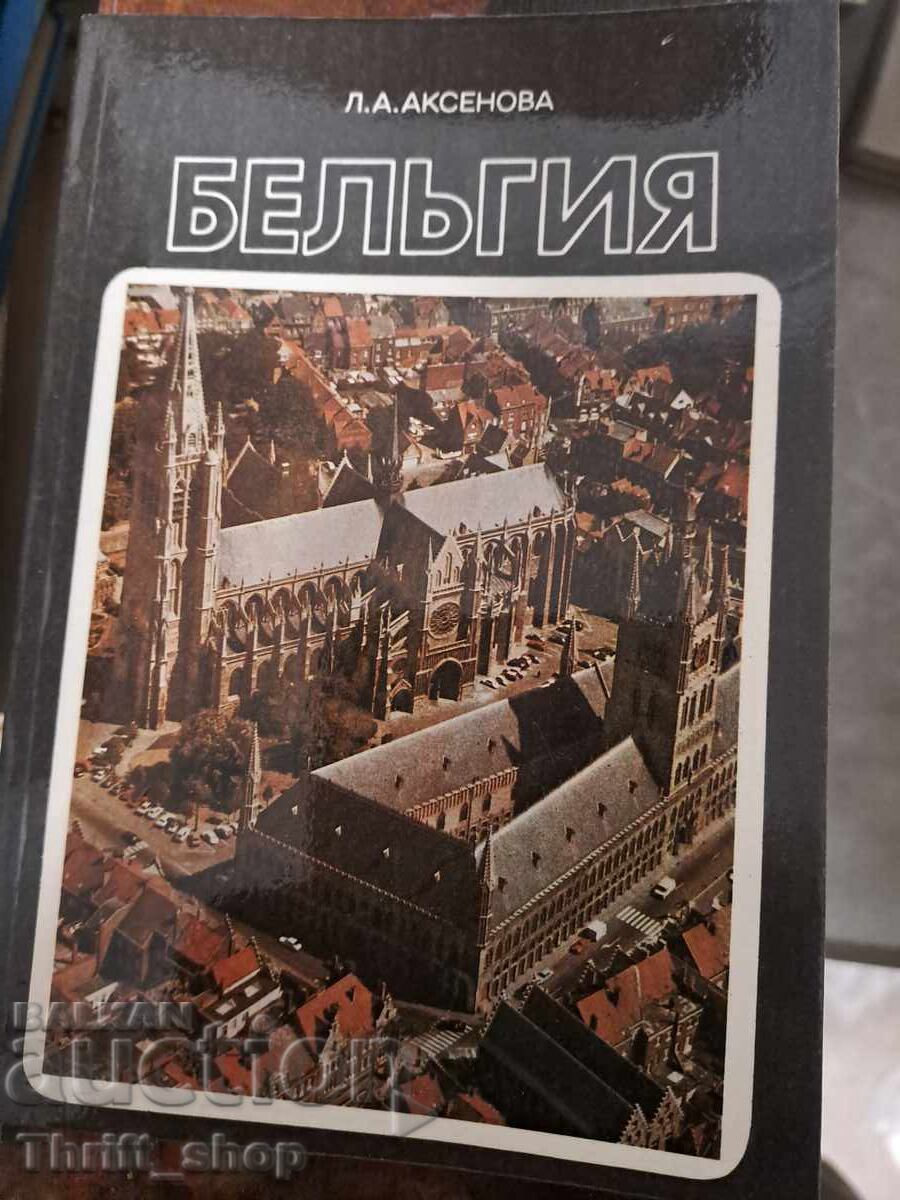 Л.А.АКСЕНОВА
БЕЛЬГИЯ
BALKAN
auction
Thrift_shop